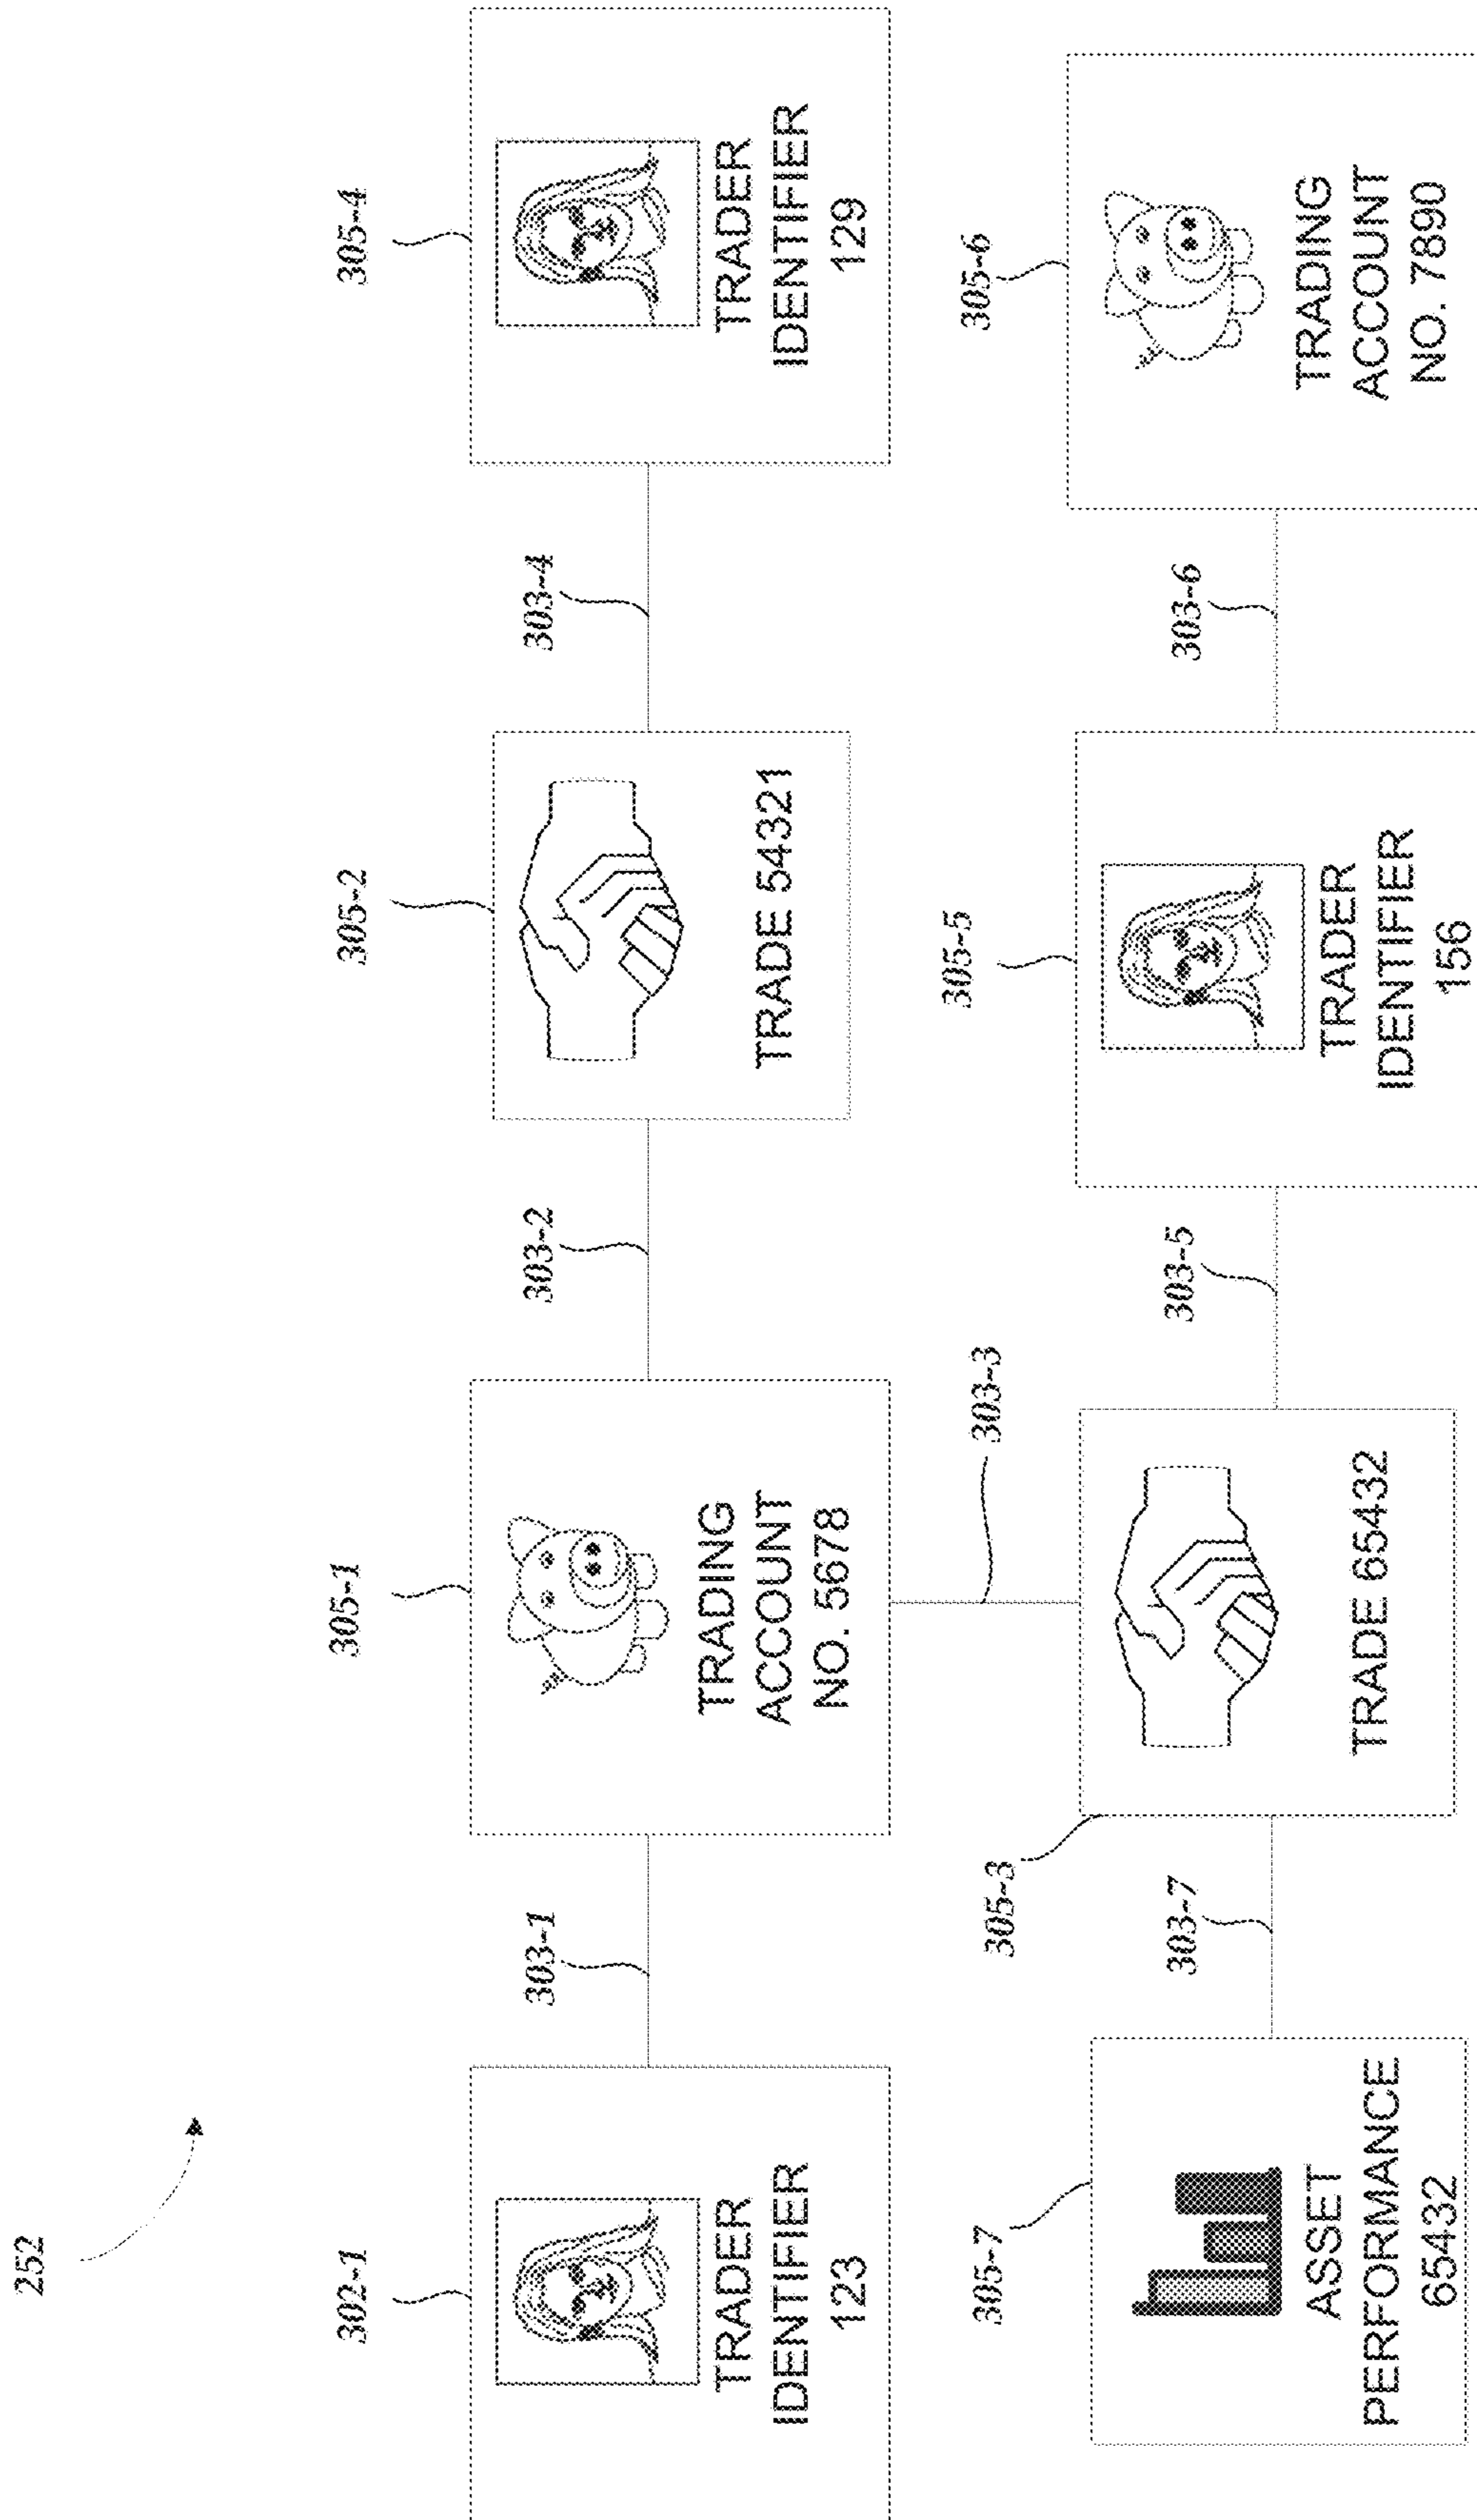 252
302-1
TRADER
IDENTIFIER
123
303-1
305-1
TRADING
ACCOUNT
NO. 5678
303-2
305-2
TRADE 54321
303-4
305-4
TRADER
IDENTIFIER
129
303-3
305-7
ASSET
PERFORMANCE
65432
303-7
305-3
TRADE 65432
303-5
305-5
TRADER
IDENTIFIER
156
303-6
305-6
TRADING
ACCOUNT
NO. 7890